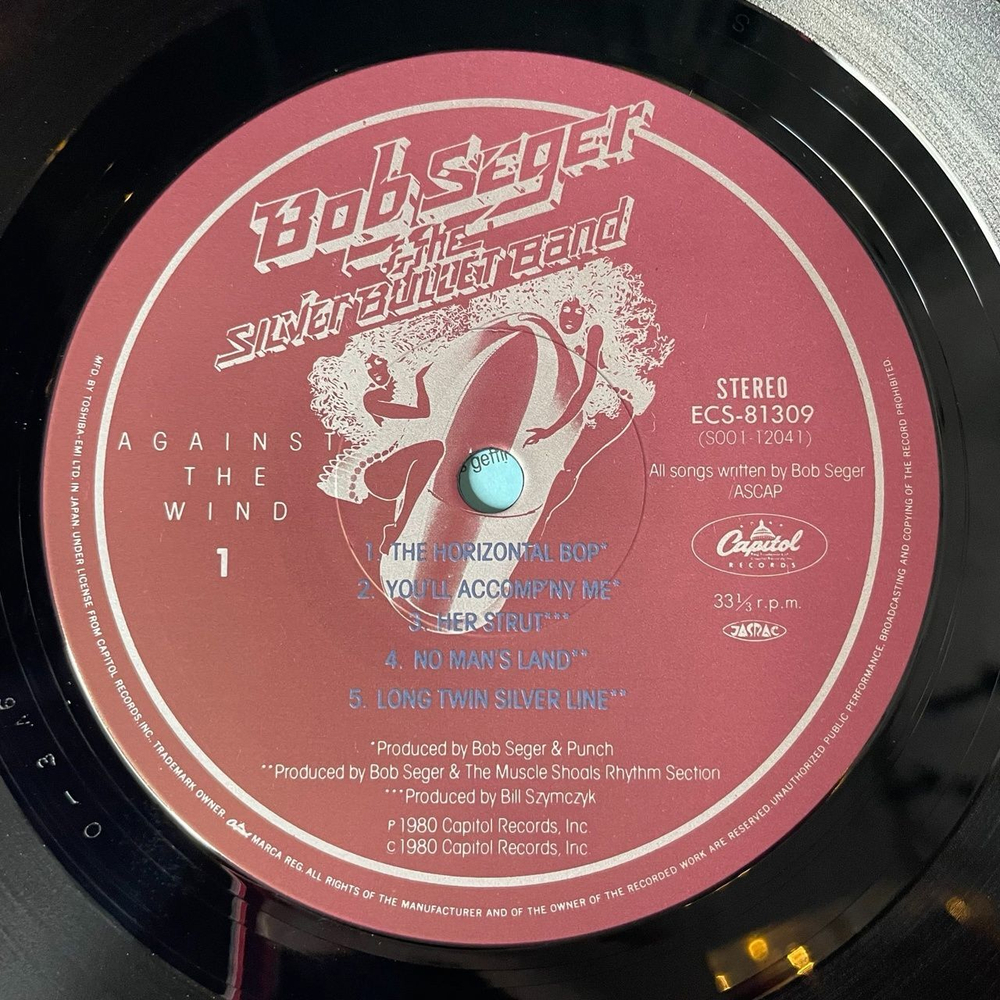 Bob Seger
& the
Silver Bullet Band
STEREO
ECS-81309
(S001-12041)
All songs written by Bob Seger
/ASCAP
Capitol
RECORDS
33⅓ r.p.m.
JASRAC
AGAINST
THE
WIND
1
1. THE HORIZONTAL BOP*
2. YOU'LL ACCOMP'NY ME*
3. HER STRUT***
4. NO MAN'S LAND**
5. LONG TWIN SILVER LINE**
*Produced by Bob Seger & Punch
**Produced by Bob Seger & The Muscle Shoals Rhythm Section
***Produced by Bill Szymczyk
P 1980 Capitol Records, Inc.
C 1980 Capitol Records, Inc.
MFD. BY TOSHIBA-EMI LTD. IN JAPAN. UNDER LICENSE FROM CAPITOL RECORDS, INC., TRADEMARK OWNER. Capitol MARCA REG. ALL RIGHTS OF THE MANUFACTURER AND OF THE OWNER OF THE RECORDED WORK ARE RESERVED. UNAUTHORIZED PUBLIC PERFORMANCE, BROADCASTING AND COPYING OF THE RECORD PROHIBITED.
S